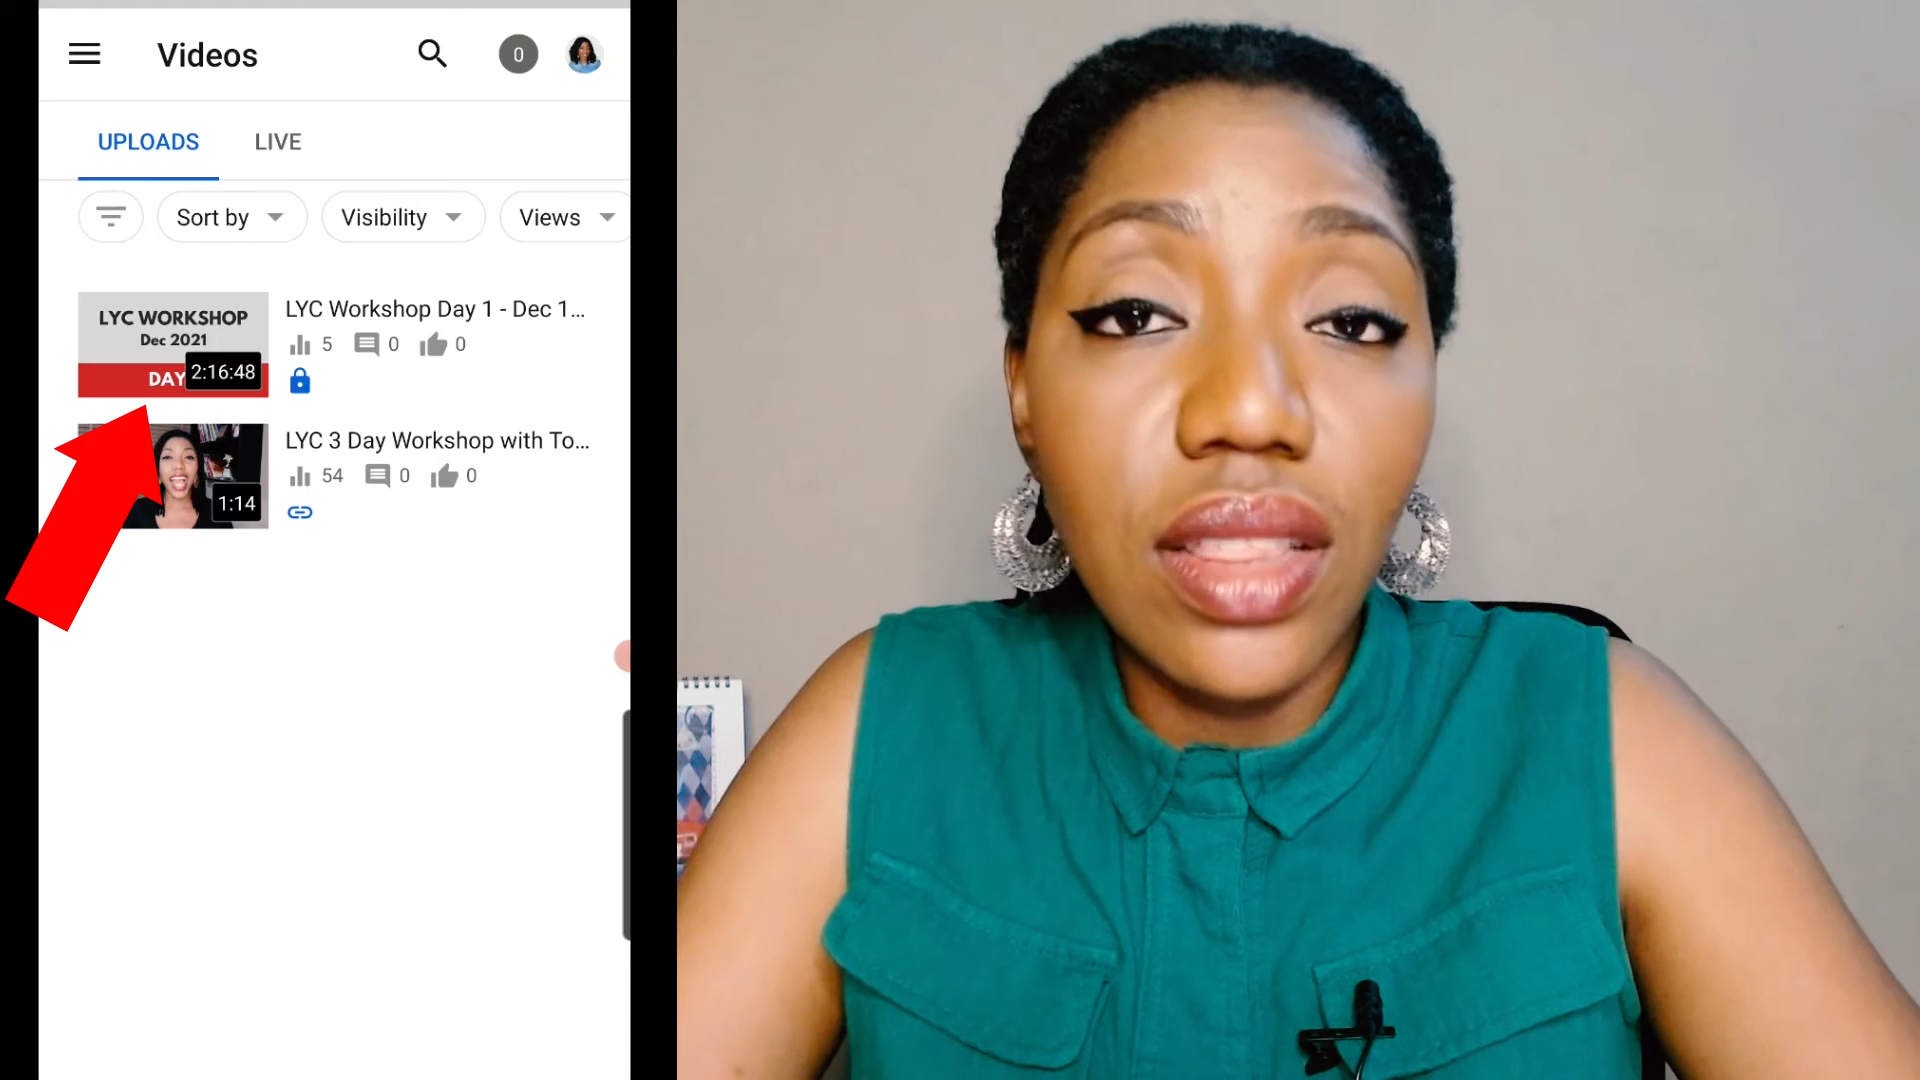 Videos
0
UPLOADS
LIVE
Sort by
Visibility
Views
LYC WORKSHOP
Dec 2021
DAY
2:16:48
LYC Workshop Day 1 - Dec 1...
5
0
0
1:14
LYC 3 Day Workshop with To...
54
0
0